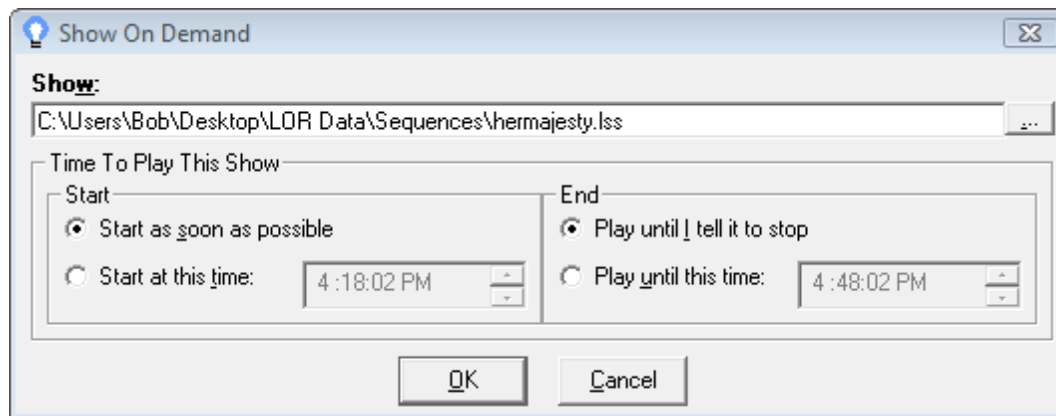 Show On Demand
Show:
C:\Users\Bob\Desktop\LOR Data\Sequences\hermajesty.lss
...
Time To Play This Show
Start
Start as soon as possible
Start at this time:
4 :18:02 PM
End
Play until I tell it to stop
Play until this time:
4 :48:02 PM
OK
Cancel